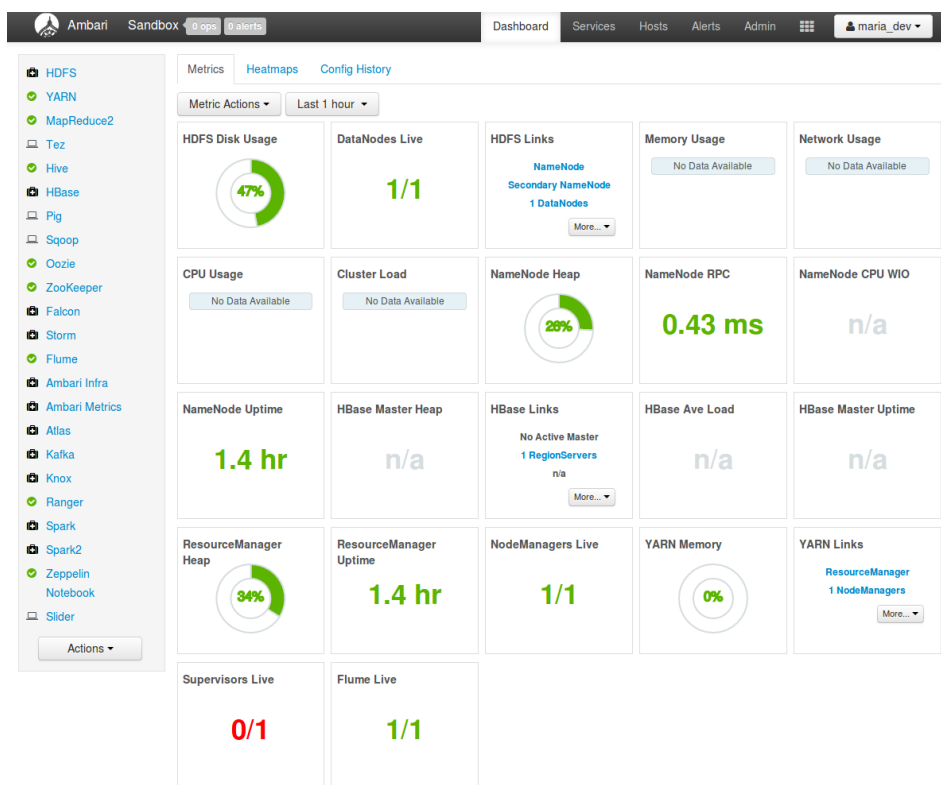 Ambari Sandbox 0 ops 0 alerts Dashboard Services Hosts Alerts Admin maria_dev
HDFS
YARN
MapReduce2
Tez
Hive
HBase
Pig
Sqoop
Oozie
ZooKeeper
Falcon
Storm
Flume
Ambari Infra
Ambari Metrics
Atlas
Kafka
Knox
Ranger
Spark
Spark2
Zeppelin
Notebook
Slider
Actions
Metrics Heatmaps Config History
Metric Actions Last 1 hour
HDFS Disk Usage
47%
DataNodes Live
1/1
HDFS Links
NameNode
Secondary NameNode
1 DataNodes
More...
Memory Usage
No Data Available
Network Usage
No Data Available
CPU Usage
No Data Available
Cluster Load
No Data Available
NameNode Heap
26%
NameNode RPC
0.43 ms
NameNode CPU WIO
n/a
NameNode Uptime
1.4 hr
HBase Master Heap
n/a
HBase Links
No Active Master
1 RegionServers
n/a
More...
HBase Ave Load
n/a
HBase Master Uptime
n/a
ResourceManager
Heap
34%
ResourceManager
Uptime
1.4 hr
NodeManagers Live
1/1
YARN Memory
0%
YARN Links
ResourceManager
1 NodeManagers
More...
Supervisors Live
0/1
Flume Live
1/1